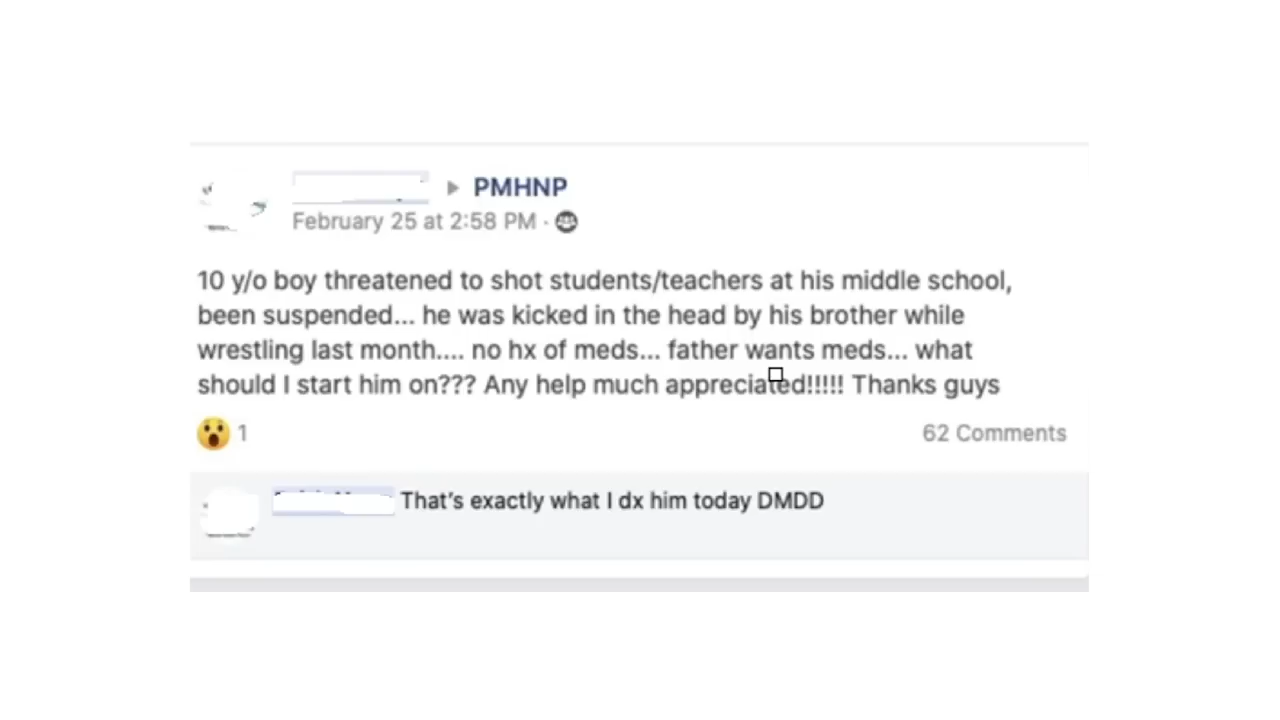 PMHNP
February 25 at 2:58 PM ·
10 y/o boy threatened to shot students/teachers at his middle school,
been suspended... he was kicked in the head by his brother while
wrestling last month.... no hx of meds... father wants meds... what
should I start him on??? Any help much appreciated!!!!! Thanks guys
1
62 Comments
That's exactly what I dx him today DMDD